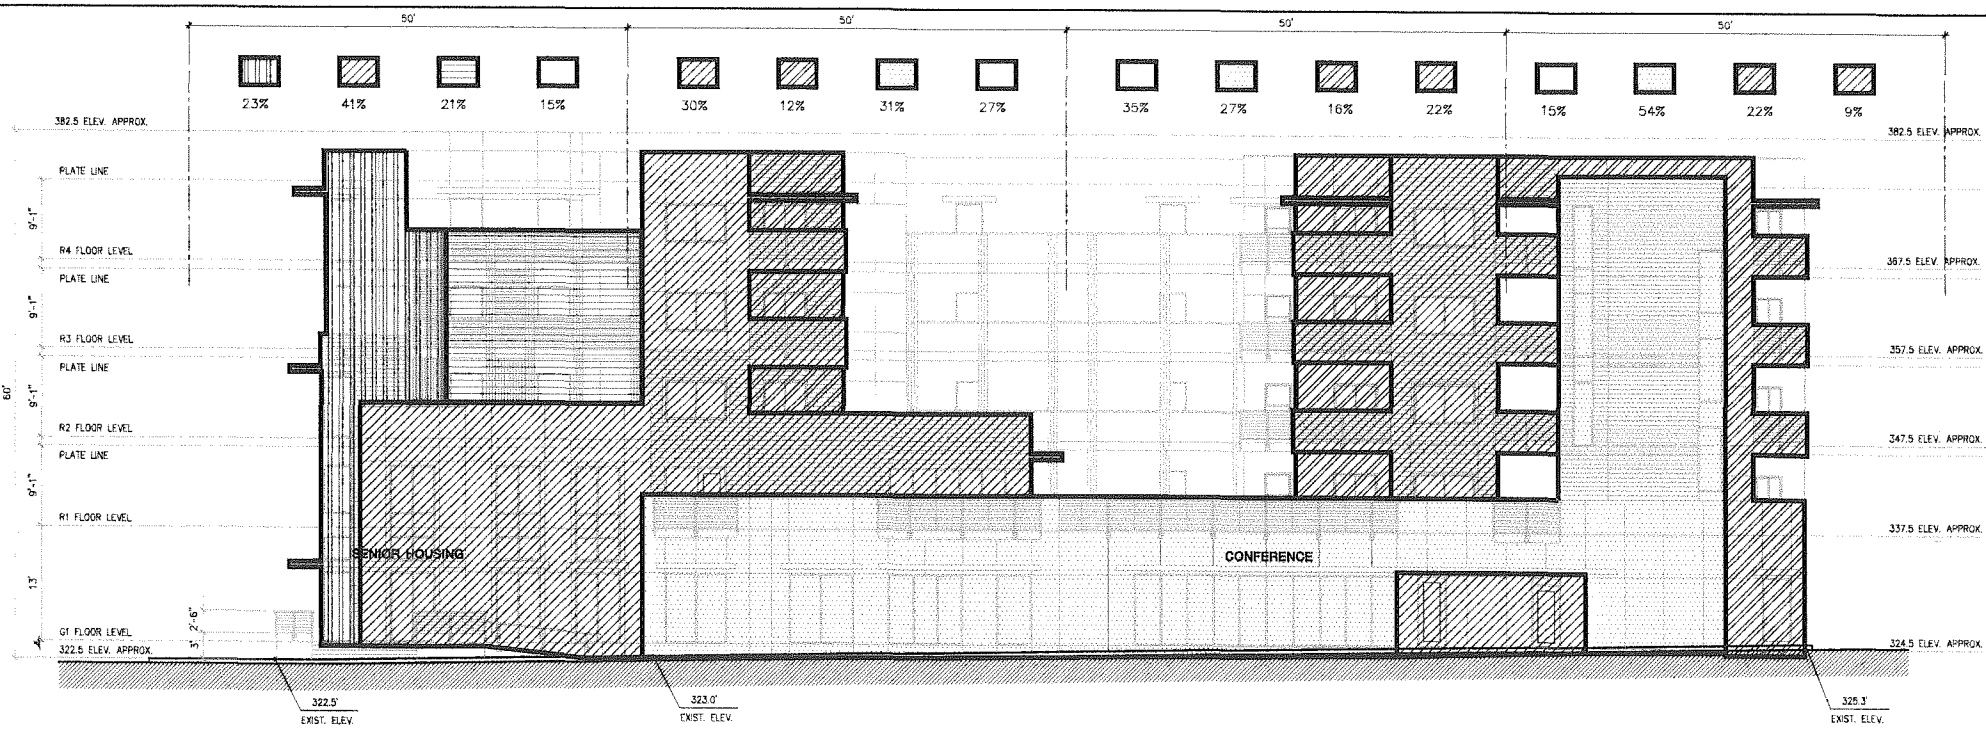 50' 50' 50' 50'
23% 41% 21% 15% 30% 12% 31% 27% 35% 27% 16% 22% 15% 54% 22% 9%
382.5 ELEV. APPROX.
382.5 ELEV. APPROX.
PLATE LINE
9'-1"
R4 FLOOR LEVEL
367.5 ELEV. APPROX.
PLATE LINE
9'-1"
R3 FLOOR LEVEL
357.5 ELEV. APPROX.
PLATE LINE
60'
9'-1"
R2 FLOOR LEVEL
347.5 ELEV. APPROX.
PLATE LINE
9'-1"
R1 FLOOR LEVEL
337.5 ELEV. APPROX.
SENIOR HOUSING
CONFERENCE
13'
2'-6"
G1 FLOOR LEVEL
3'
322.5 ELEV. APPROX.
324.5 ELEV. APPROX.
322.5'
EXIST. ELEV.
323.0'
EXIST. ELEV.
325.3'
EXIST. ELEV.